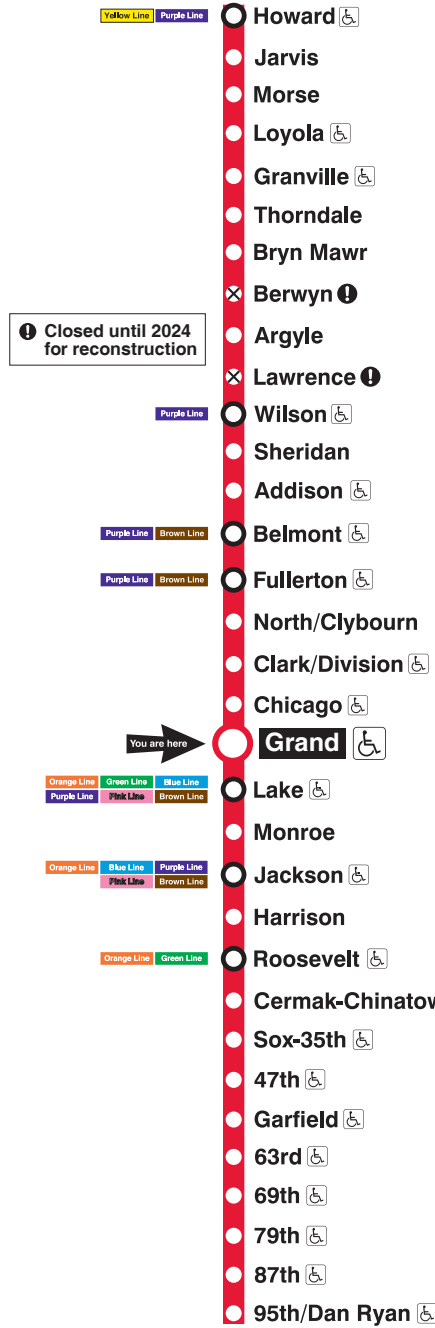 Yellow Line Purple Line Howard
Jarvis
Morse
Loyola
Granville
Thorndale
Bryn Mawr
Berwyn !
! Closed until 2024
for reconstruction
Argyle
Lawrence !
Purple Line Wilson
Sheridan
Addison
Purple Line Brown Line Belmont
Purple Line Brown Line Fullerton
North/Clybourn
Clark/Division
Chicago
You are here Grand
Orange Line Green Line Blue Line
Purple Line Pink Line Brown Line
Lake
Monroe
Orange Line Blue Line Purple Line
Pink Line Brown Line
Jackson
Harrison
Orange Line Green Line Roosevelt
Cermak-Chinatow
Sox-35th
47th
Garfield
63rd
69th
79th
87th
95th/Dan Ryan